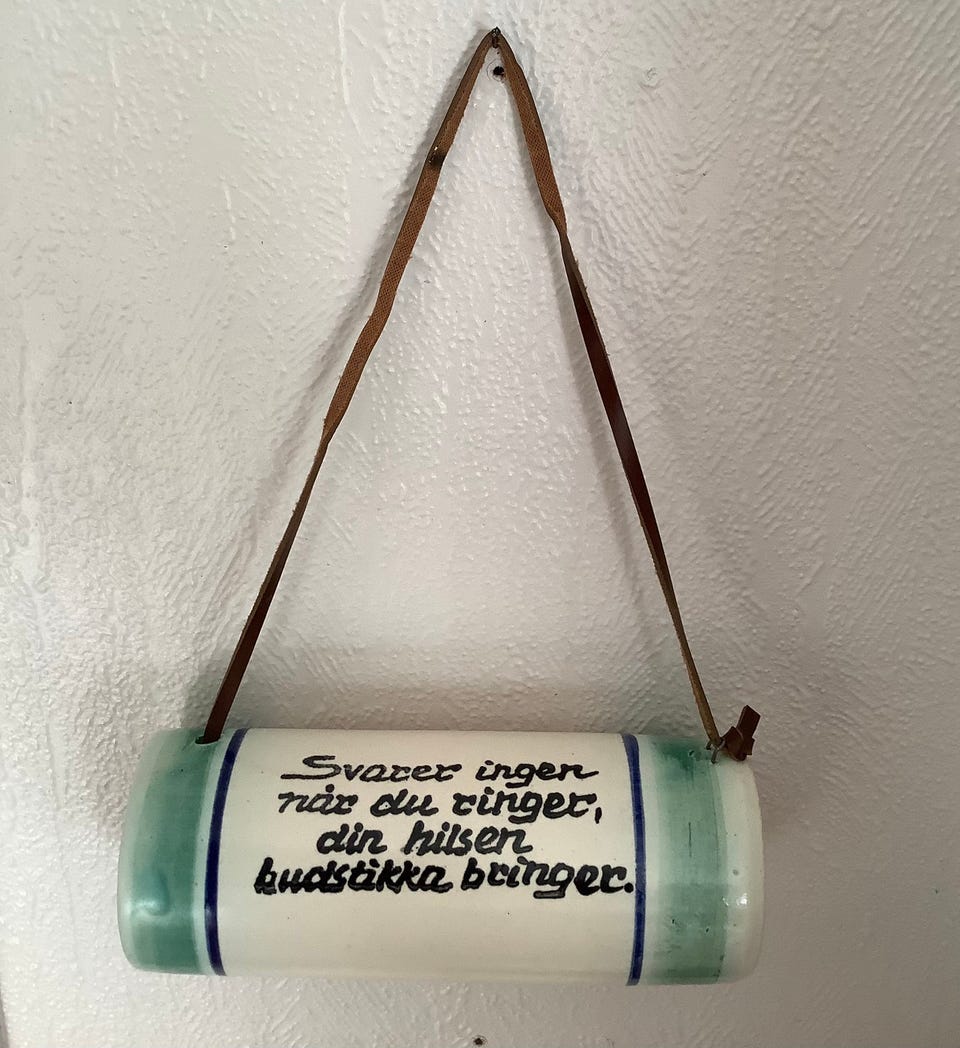 Svarer ingen
når du ringer,
din hilsen
budstikka bringer.